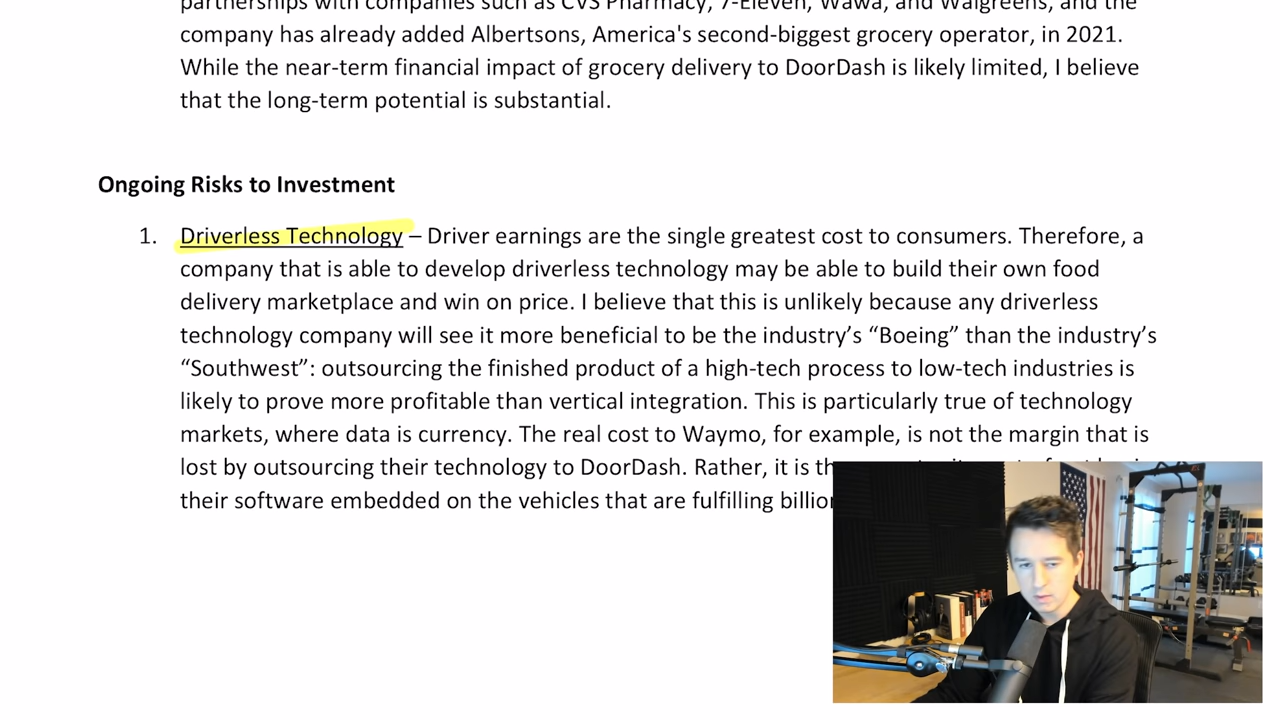 partnerships with companies such as CVS Pharmacy, 7-Eleven, Wawa, and Walgreens, and the
company has already added Albertsons, America's second-biggest grocery operator, in 2021.
While the near-term financial impact of grocery delivery to DoorDash is likely limited, I believe
that the long-term potential is substantial.
Ongoing Risks to Investment
1. Driverless Technology – Driver earnings are the single greatest cost to consumers. Therefore, a
company that is able to develop driverless technology may be able to build their own food
delivery marketplace and win on price. I believe that this is unlikely because any driverless
technology company will see it more beneficial to be the industry’s “Boeing” than the industry’s
“Southwest”: outsourcing the finished product of a high-tech process to low-tech industries is
likely to prove more profitable than vertical integration. This is particularly true of technology
markets, where data is currency. The real cost to Waymo, for example, is not the margin that is
lost by outsourcing their technology to DoorDash. Rather, it is
their software embedded on the vehicles that are fulfilling